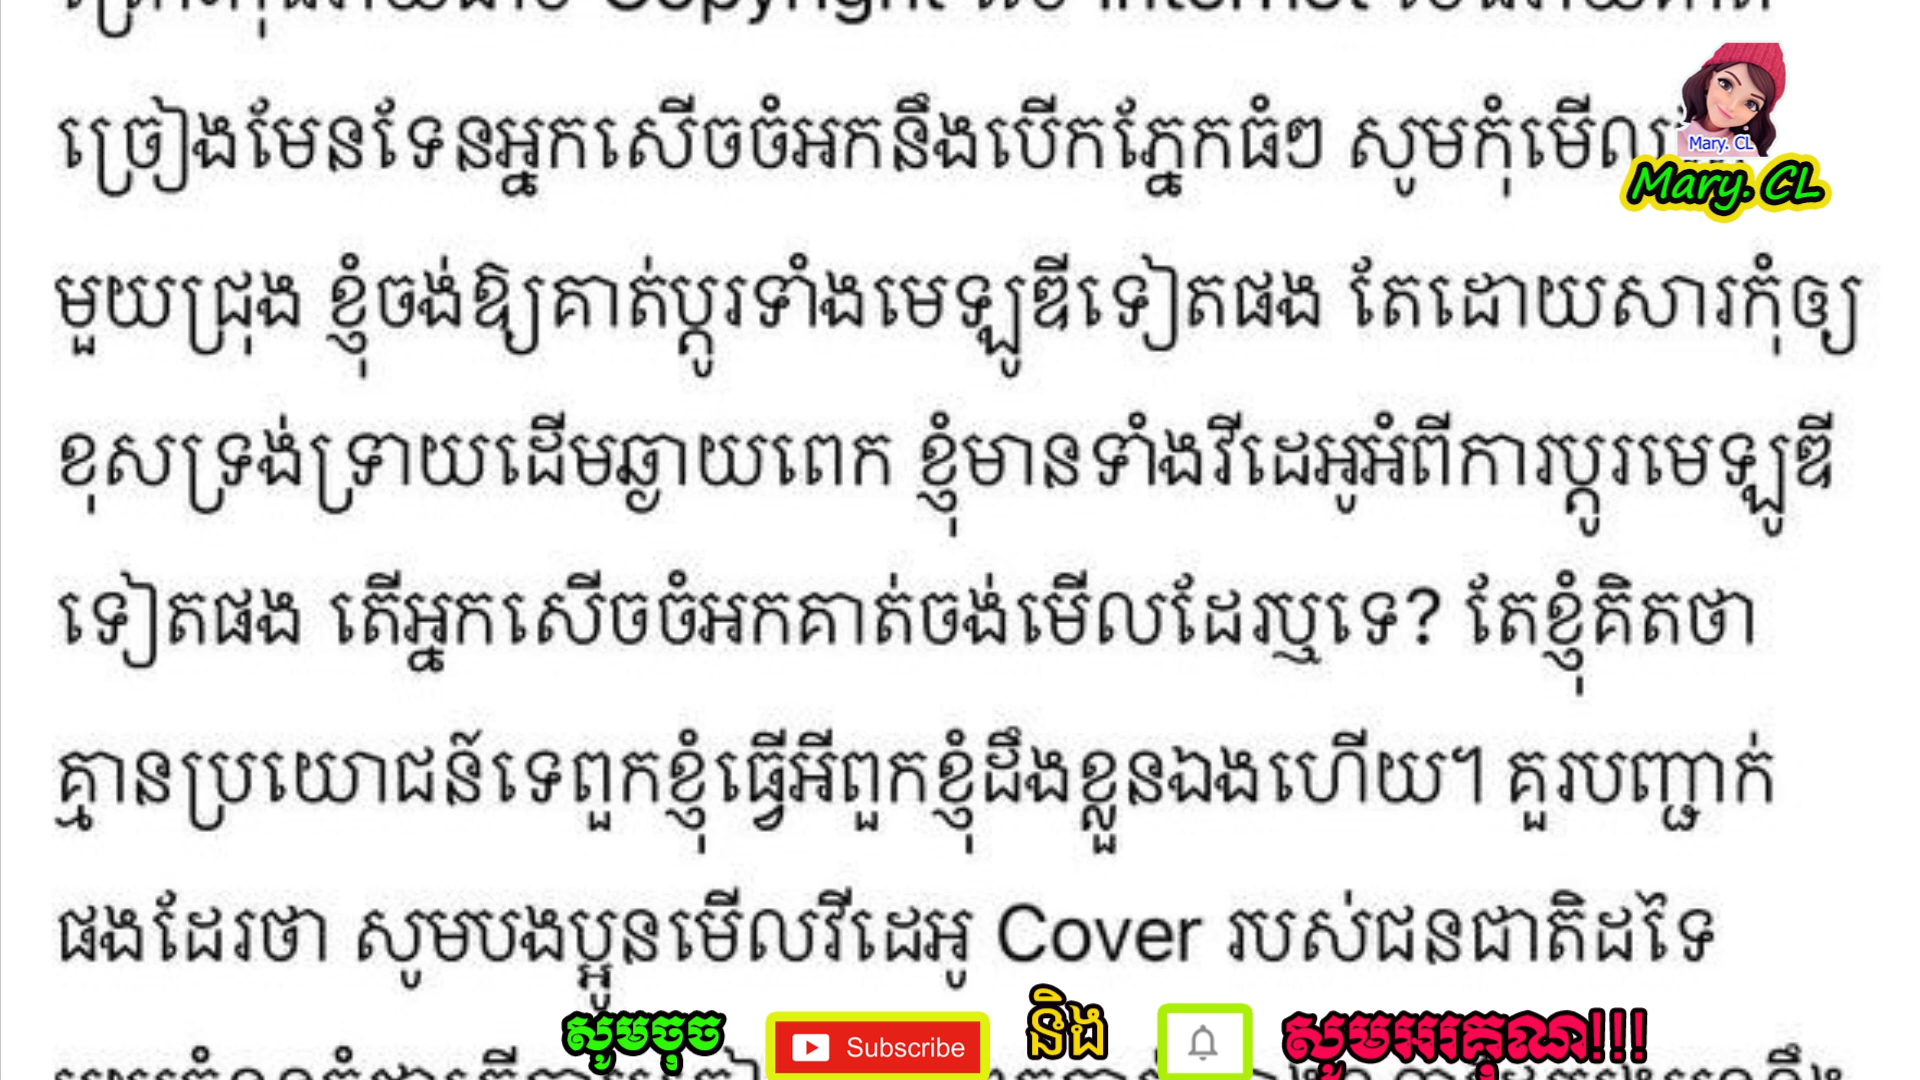 Copyright
ច្រៀងមែនទែនអ្នកសើចចំអកនឹងបើកភ្នែកធំៗ សូមកុំមើល
Mary. CL
Mary. CL
មួយជ្រុង ខ្ញុំចង់ឱ្យគាត់ប្ដូរទាំងមេឡូឌីទៀតផង តែដោយសារកុំឲ្យ
ខុសទ្រង់ទ្រាយដើមឆ្ងាយពេក ខ្ញុំមានទាំងវីដេអូអំពីការប្ដូរមេឡូឌី
ទៀតផង តើអ្នកសើចចំអកគាត់ចង់មើលដែរឬទេ? តែខ្ញុំគិតថា
គ្មានប្រយោជន៍ទេពួកខ្ញុំធ្វើអីពួកខ្ញុំដឹងខ្លួនឯងហើយ។ គួរបញ្ជាក់
ផងដែរថា សូមបងប្អូនមើលវីដេអូ Cover របស់ជនជាតិដទៃ
សូមចុច Subscribe និង សូមអរគុណ!!!